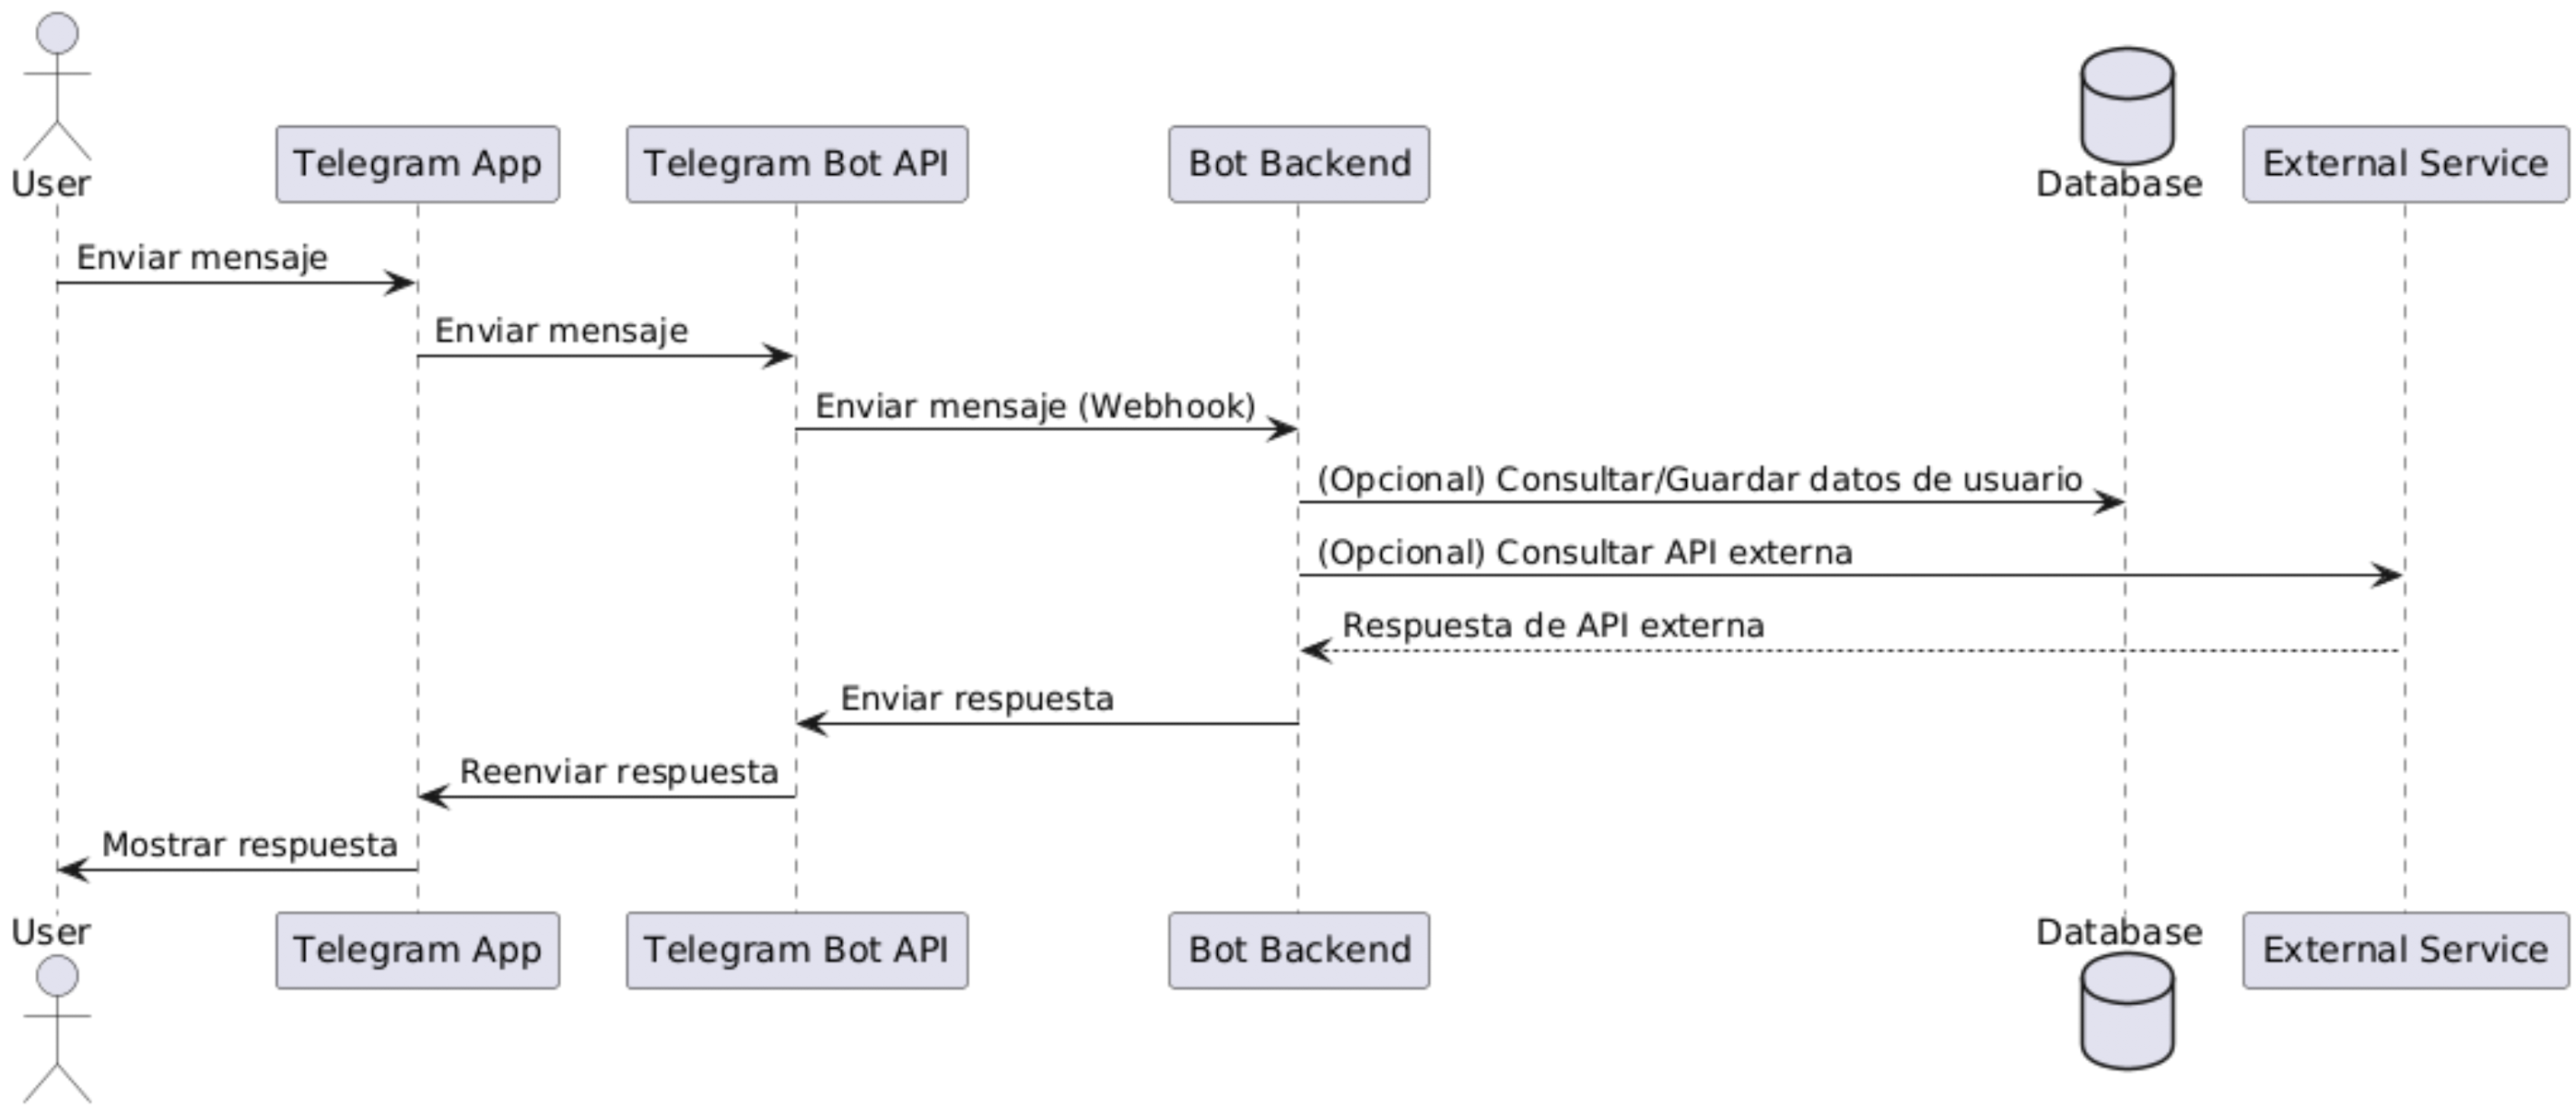 User
Telegram App
Telegram Bot API
Bot Backend
Database
External Service
Enviar mensaje
Enviar mensaje
Enviar mensaje (Webhook)
(Opcional) Consultar/Guardar datos de usuario
(Opcional) Consultar API externa
Respuesta de API externa
Enviar respuesta
Reenviar respuesta
Mostrar respuesta
User
Telegram App
Telegram Bot API
Bot Backend
Database
External Service